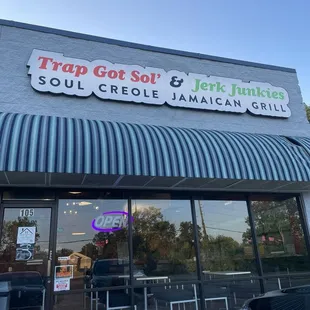 Trap Got Sol' & Jerk Junkies
SOUL CREOLE JAMAICAN GRILL
OPEN
105